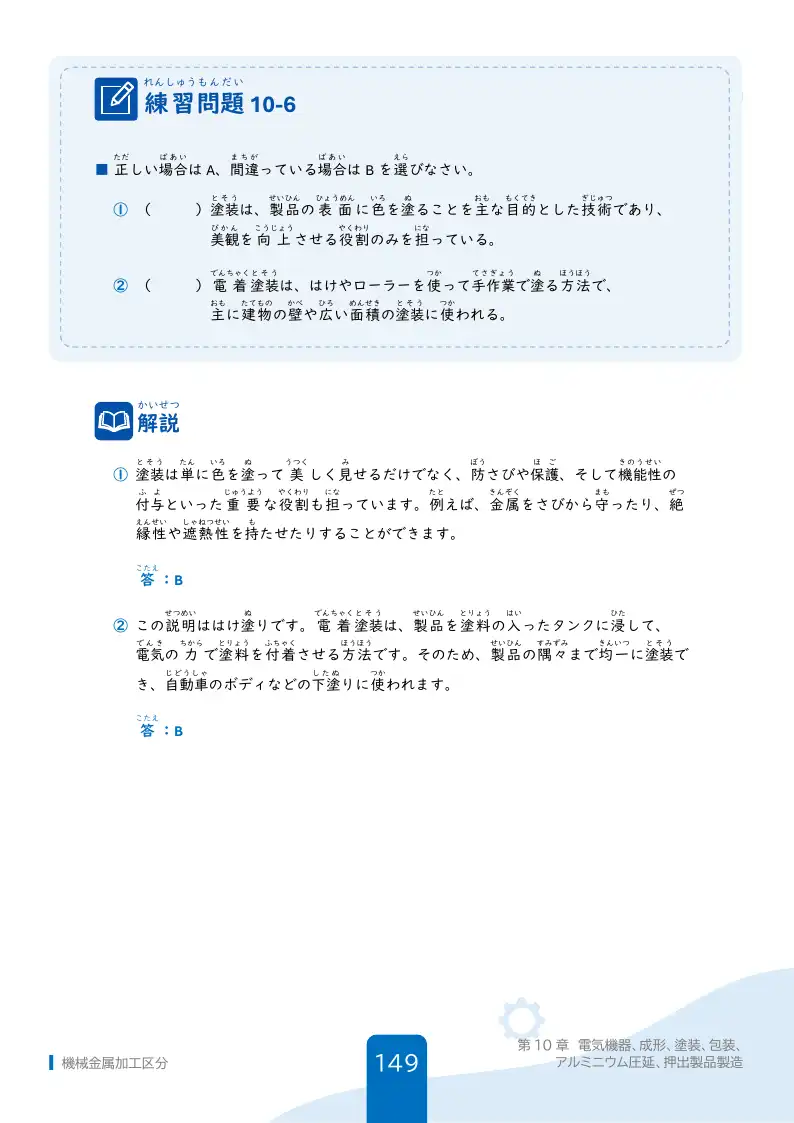 れんしゅうもんだい
練習問題 10-6
ただ ばあい まちが ばあい えら
■ 正しい場合は A、間違っている場合は B を選びなさい。
とそう せいひん ひょうめん いろ ぬ おも もくてき ぎじゅつ
① （　　　）塗装は、製品の表面に色を塗ることを主な目的とした技術であり、
びかん こうじょう やくわり にな
美観を向上させる役割のみを担っている。
でんちゃくとそう つか てさぎょう ぬ ほうほう
② （　　　）電着塗装は、はけやローラーを使って手作業で塗る方法で、
おも たてもの かべ ひろ めんせき とそう つか
主に建物の壁や広い面積の塗装に使われる。
かいせつ
解説
とそう たん いろ ぬ うつく み ぼう ほご きのうせい
① 塗装は単に色を塗って美しく見せるだけでなく、防さびや保護、そして機能性の
ふよ じゅうよう やくわり にな たと きんぞく まも ぜつ
付与といった重要な役割も担っています。例えば、金属をさびから守ったり、絶
えんせい しゃねつせい も
縁性や遮熱性を持たせたりすることができます。
こたえ
答：B
せつめい ぬ でんちゃくとそう せいひん とりょう はい ひた
② この説明ははけ塗りです。電着塗装は、製品を塗料の入ったタンクに浸して、
でんき ちから とりょう ふちゃく ほうほう せいひん すみずみ きんいつ とそう
電気の力で塗料を付着させる方法です。そのため、製品の隅々まで均一に塗装で
じどうしゃ したぬ つか
き、自動車のボディなどの下塗りに使われます。
こたえ
答：B
機械金属加工区分
149
第 10 章 電気機器、成形、塗装、包装、
アルミニウム圧延、押出製品製造